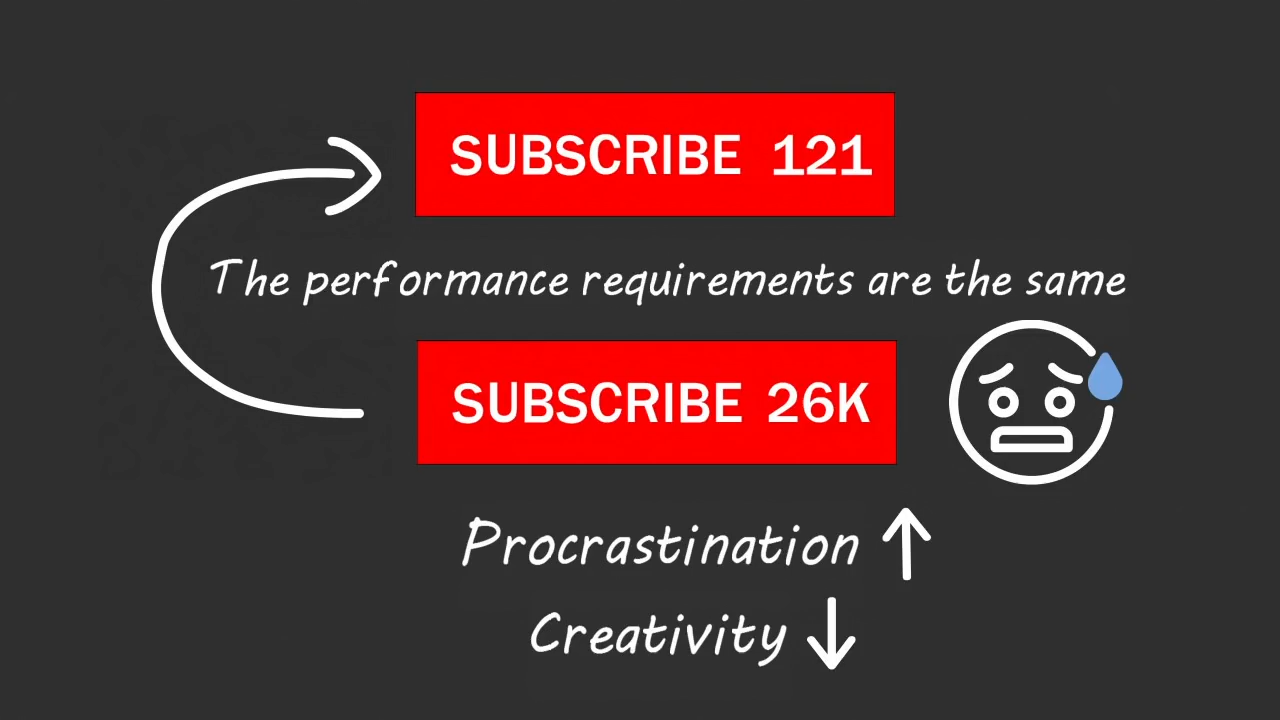 SUBSCRIBE 121
The performance requirements are the same
SUBSCRIBE 26K
Procrastination
Creativity